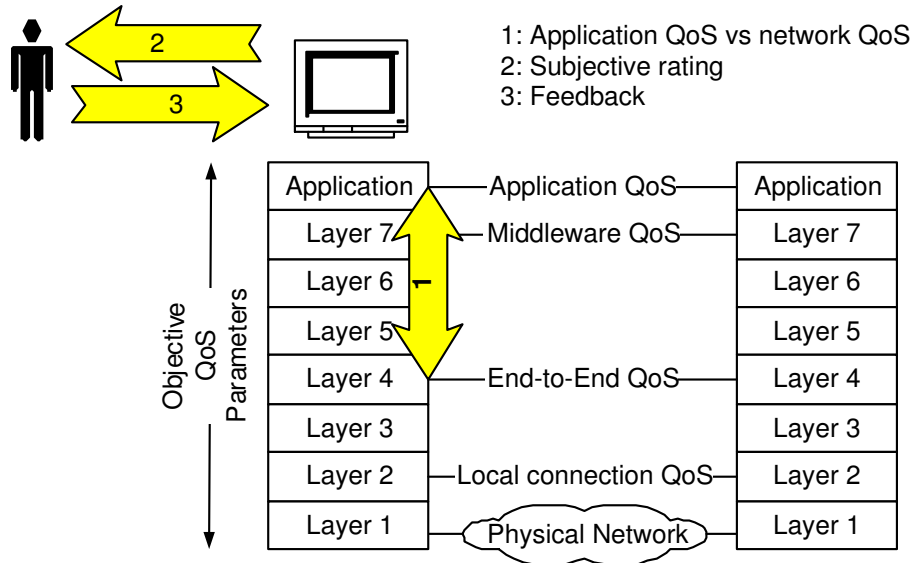 2
3
1: Application QoS vs network QoS
2: Subjective rating
3: Feedback
Application
Application QoS
Application
Layer 7
Middleware QoS
Layer 7
Layer 6
1
Layer 6
Layer 5
Layer 5
Objective
QoS
Parameters
Layer 4
End-to-End QoS
Layer 4
Layer 3
Layer 3
Layer 2
Local connection QoS
Layer 2
Layer 1
Physical Network
Layer 1